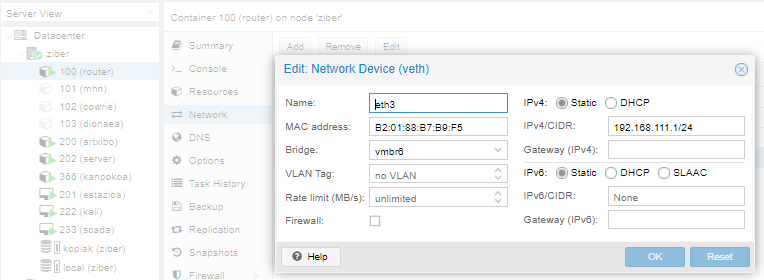 Server View
Container 100 (router) on node 'ziber'
Datacenter
ziber
100 (router)
101 (mhn)
102 (cowrie)
103 (dionaea)
200 (artxibo)
202 (server)
366 (kanpokoa)
201 (estazioa)
222 (kali)
233 (scada)
kopiak (ziber)
local (ziber)
Summary
Console
Resources
Network
DNS
Options
Task History
Backup
Replication
Snapshots
Firewall
Add Remove Edit
Edit: Network Device (veth)
Name: eth3
MAC address: B2:01:88:B7:B9:F5
Bridge: vmbr6
VLAN Tag: no VLAN
Rate limit (MB/s): unlimited
Firewall:
IPv4: Static DHCP
IPv4/CIDR: 192.168.111.1/24
Gateway (IPv4):
IPv6: Static DHCP SLAAC
IPv6/CIDR: None
Gateway (IPv6):
Help OK Reset